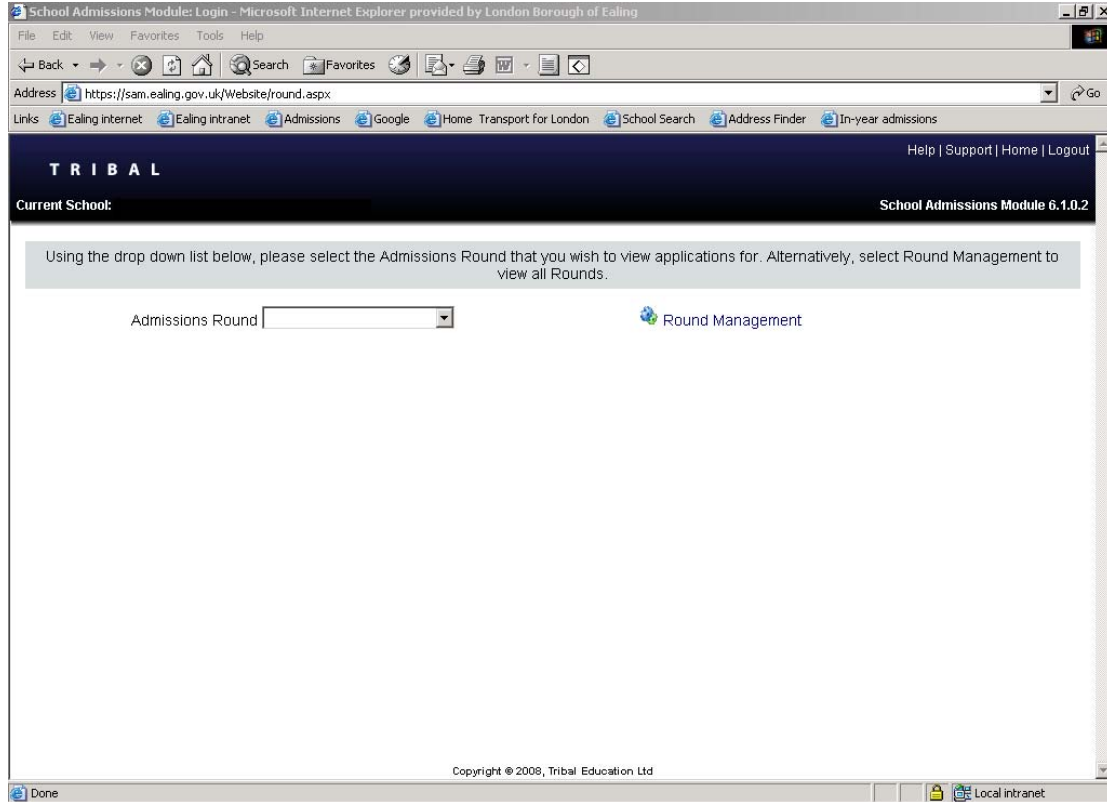 School Admissions Module: Login - Microsoft Internet Explorer provided by London Borough of Ealing
File Edit View Favorites Tools Help
Back Search Favorites
Address https://sam.ealing.gov.uk/Website/round.aspx Go
Links Ealing internet Ealing intranet Admissions Google Home Transport for London School Search Address Finder In-year admissions
Help | Support | Home | Logout
TRIBAL
Current School: School Admissions Module 6.1.0.2
Using the drop down list below, please select the Admissions Round that you wish to view applications for. Alternatively, select Round Management to
view all Rounds.
Admissions Round Round Management
Copyright © 2008, Tribal Education Ltd
Done Local intranet